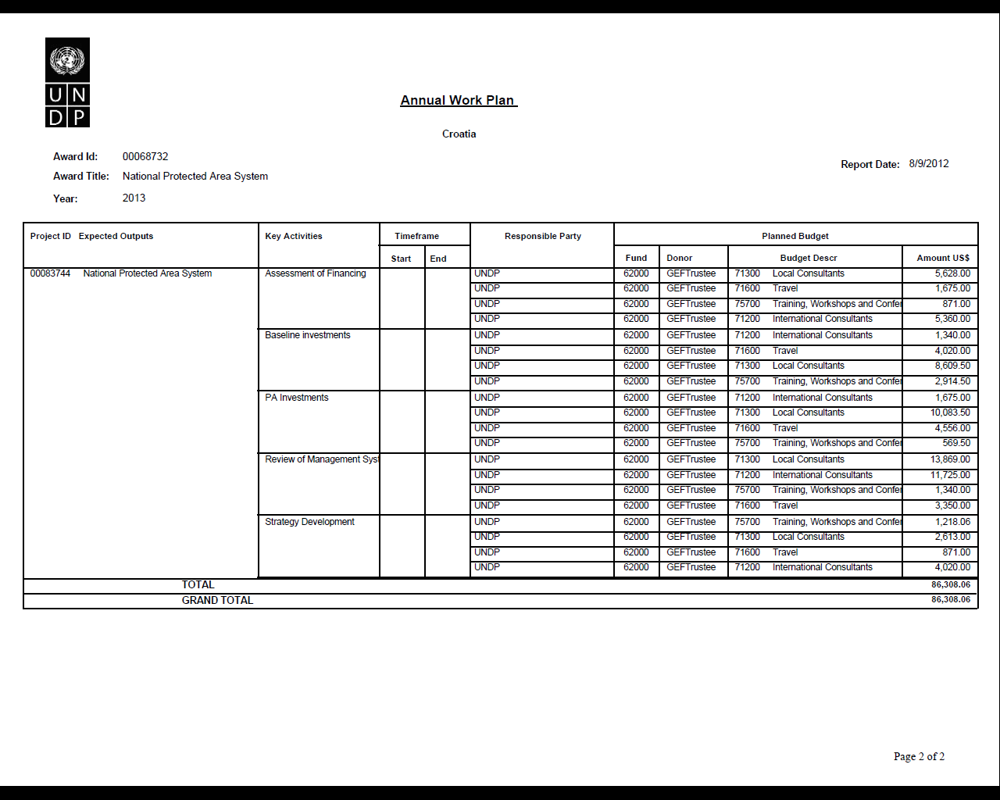 U N
D P
Annual Work Plan
Croatia
Award Id: 00068732
Report Date: 8/9/2012
Award Title: National Protected Area System
Year: 2013
Project ID Expected Outputs Key Activities Timeframe Responsible Party Planned Budget
Start End Fund Donor Budget Descr Amount US$
00083744 National Protected Area System Assessment of Financing UNDP 62000 GEFTrustee 71300 Local Consultants 5,628.00
UNDP 62000 GEFTrustee 71600 Travel 1,675.00
UNDP 62000 GEFTrustee 75700 Training, Workshops and Confer 871.00
UNDP 62000 GEFTrustee 71200 International Consultants 5,360.00
Baseline investments UNDP 62000 GEFTrustee 71200 International Consultants 1,340.00
UNDP 62000 GEFTrustee 71600 Travel 4,020.00
UNDP 62000 GEFTrustee 71300 Local Consultants 8,609.50
UNDP 62000 GEFTrustee 75700 Training, Workshops and Confer 2,914.50
PA Investments UNDP 62000 GEFTrustee 71200 International Consultants 1,675.00
UNDP 62000 GEFTrustee 71300 Local Consultants 10,083.50
UNDP 62000 GEFTrustee 71600 Travel 4,556.00
UNDP 62000 GEFTrustee 75700 Training, Workshops and Confer 569.50
Review of Management Syst UNDP 62000 GEFTrustee 71300 Local Consultants 13,869.00
UNDP 62000 GEFTrustee 71200 International Consultants 11,725.00
UNDP 62000 GEFTrustee 75700 Training, Workshops and Confer 1,340.00
UNDP 62000 GEFTrustee 71600 Travel 3,350.00
Strategy Development UNDP 62000 GEFTrustee 75700 Training, Workshops and Confer 1,218.06
UNDP 62000 GEFTrustee 71300 Local Consultants 2,613.00
UNDP 62000 GEFTrustee 71600 Travel 871.00
UNDP 62000 GEFTrustee 71200 International Consultants 4,020.00
TOTAL 86,308.06
GRAND TOTAL 86,308.06
Page 2 of 2